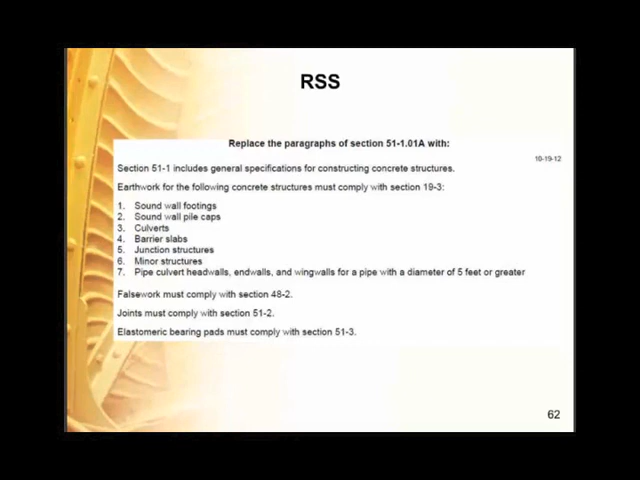 RSS
Replace the paragraphs of section 51-1.01A with:
10-19-12
Section 51-1 includes general specifications for constructing concrete structures.
Earthwork for the following concrete structures must comply with section 19-3:
1. Sound wall footings
2. Sound wall pile caps
3. Culverts
4. Barrier slabs
5. Junction structures
6. Minor structures
7. Pipe culvert headwalls, endwalls, and wingwalls for a pipe with a diameter of 5 feet or greater
Falsework must comply with section 48-2.
Joints must comply with section 51-2.
Elastomeric bearing pads must comply with section 51-3.
62